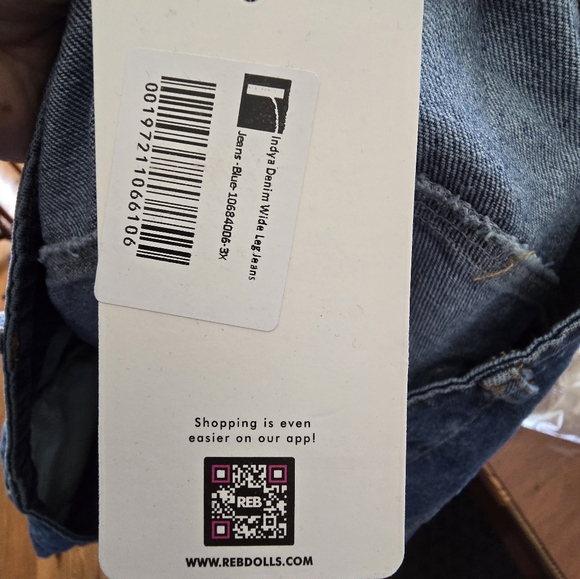 Indya Denim Wide Leg Jeans
Jeans-Blue-10684006-3X
00197211066106
Shopping is even
easier on our app!
REB
WWW.REBDOLLS.COM